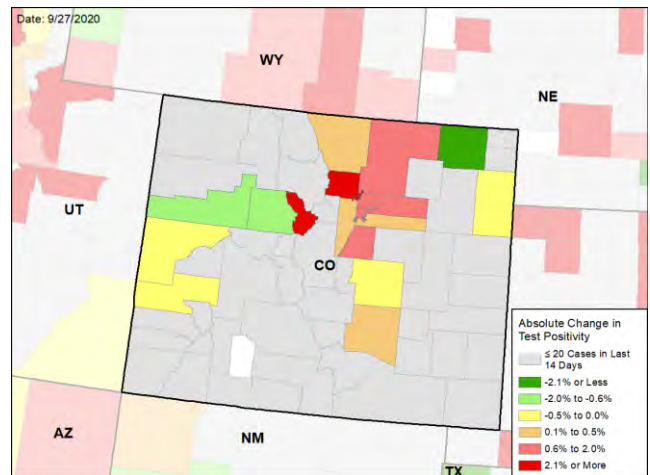 Date: 9/27/2020
WY
NE
UT
CO
AZ
NM
TX
Absolute Change in
Test Positivity
≤ 20 Cases in Last
14 Days
-2.1% or Less
-2.0% to -0.6%
-0.5% to 0.0%
0.1% to 0.5%
0.6% to 2.0%
2.1% or More